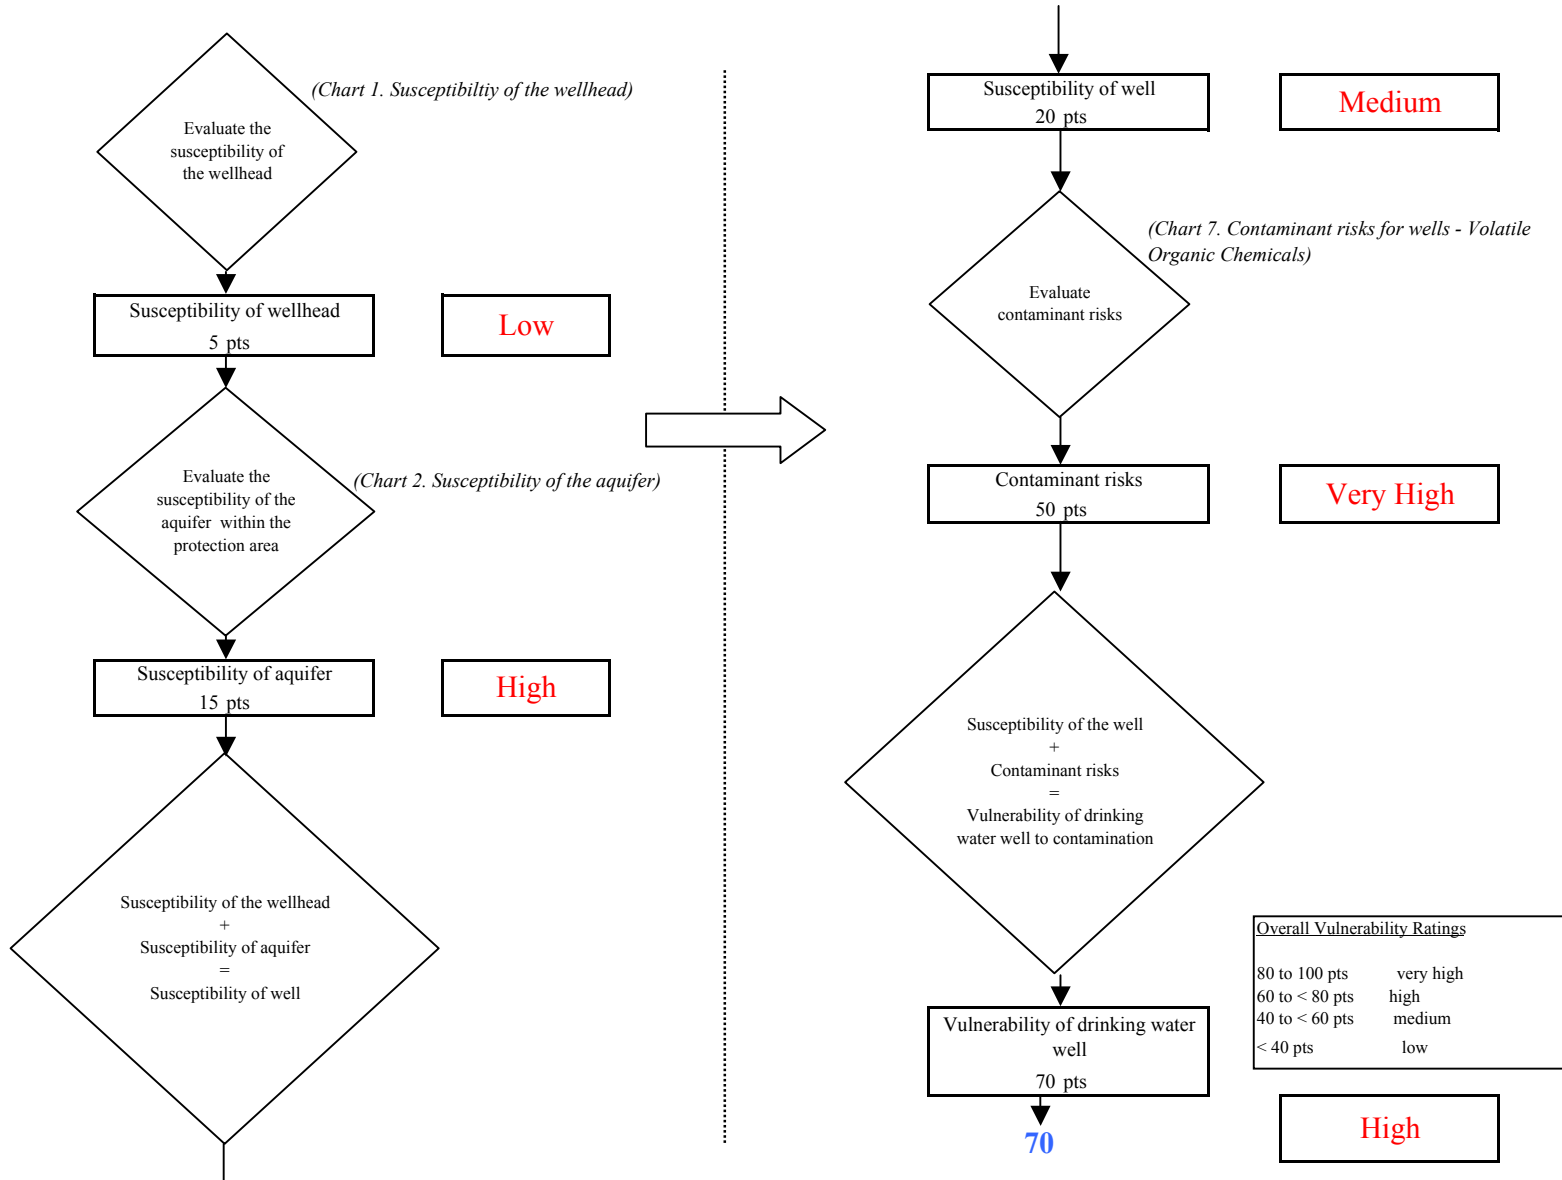 (Chart 1. Susceptibiltiy of the wellhead)
Evaluate the
susceptibility of
the wellhead
Susceptibility of wellhead
5 pts
Low
Evaluate the
susceptibility of the
aquifer within the
protection area
(Chart 2. Susceptibility of the aquifer)
Susceptibility of aquifer
15 pts
High
Susceptibility of the wellhead
+
Susceptibility of aquifer
=
Susceptibility of well
Susceptibility of well
20 pts
Medium
(Chart 7. Contaminant risks for wells - Volatile
Organic Chemicals)
Evaluate
contaminant risks
Contaminant risks
50 pts
Very High
Susceptibility of the well
+
Contaminant risks
=
Vulnerability of drinking
water well to contamination
Overall Vulnerability Ratings
80 to 100 pts very high
60 to < 80 pts high
40 to < 60 pts medium
< 40 pts low
Vulnerability of drinking water
well
70 pts
70
High